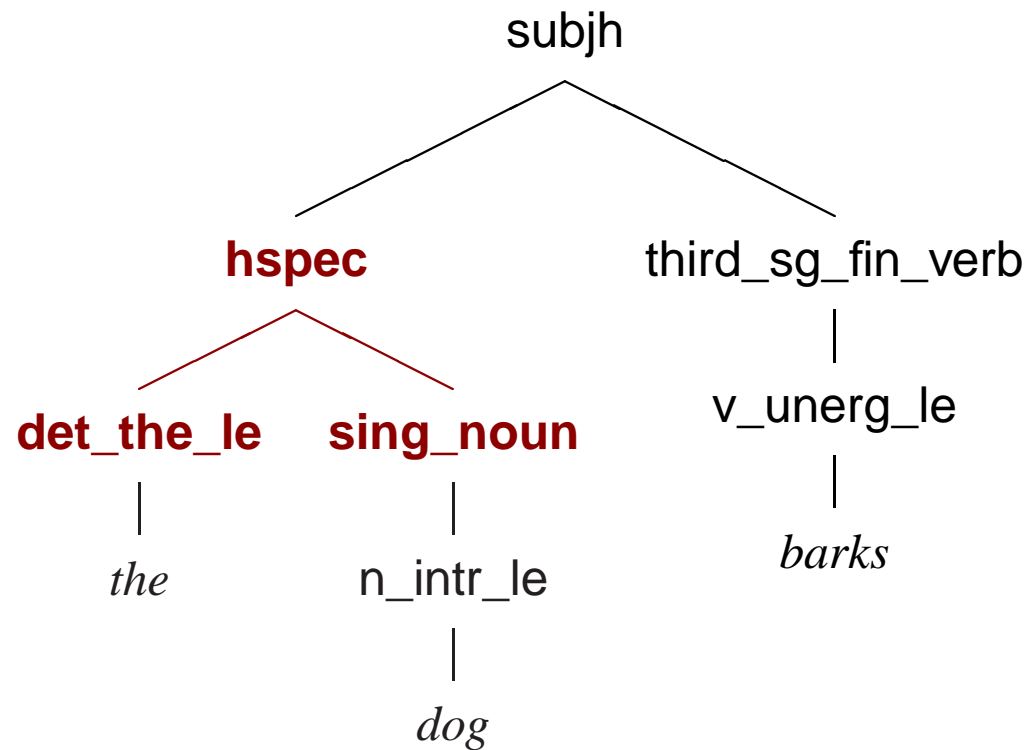 subjh
hspec third_sg_fin_verb
det_the_le sing_noun v_unerg_le
the n_intr_le barks
dog